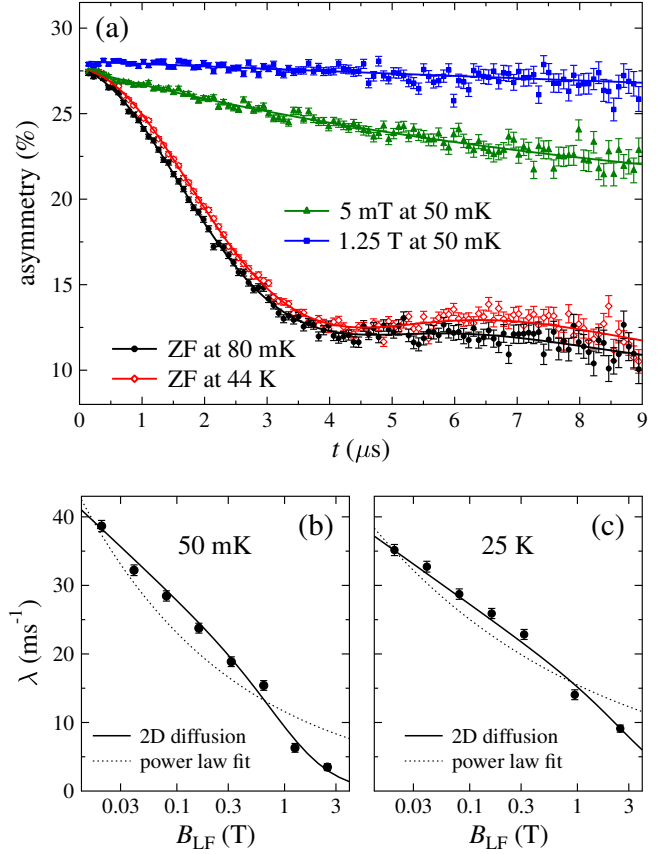 (a)
30
25
20
15
10
asymmetry (%)
5 mT at 50 mK
1.25 T at 50 mK
ZF at 80 mK
ZF at 44 K
0 1 2 3 4 5 6 7 8 9
t (μs)
(b)
50 mK
40
30
20
10
0
λ (ms⁻¹)
2D diffusion
power law fit
0.03 0.1 0.3 1 3
B_LF (T)
(c)
25 K
2D diffusion
power law fit
0.03 0.1 0.3 1 3
B_LF (T)